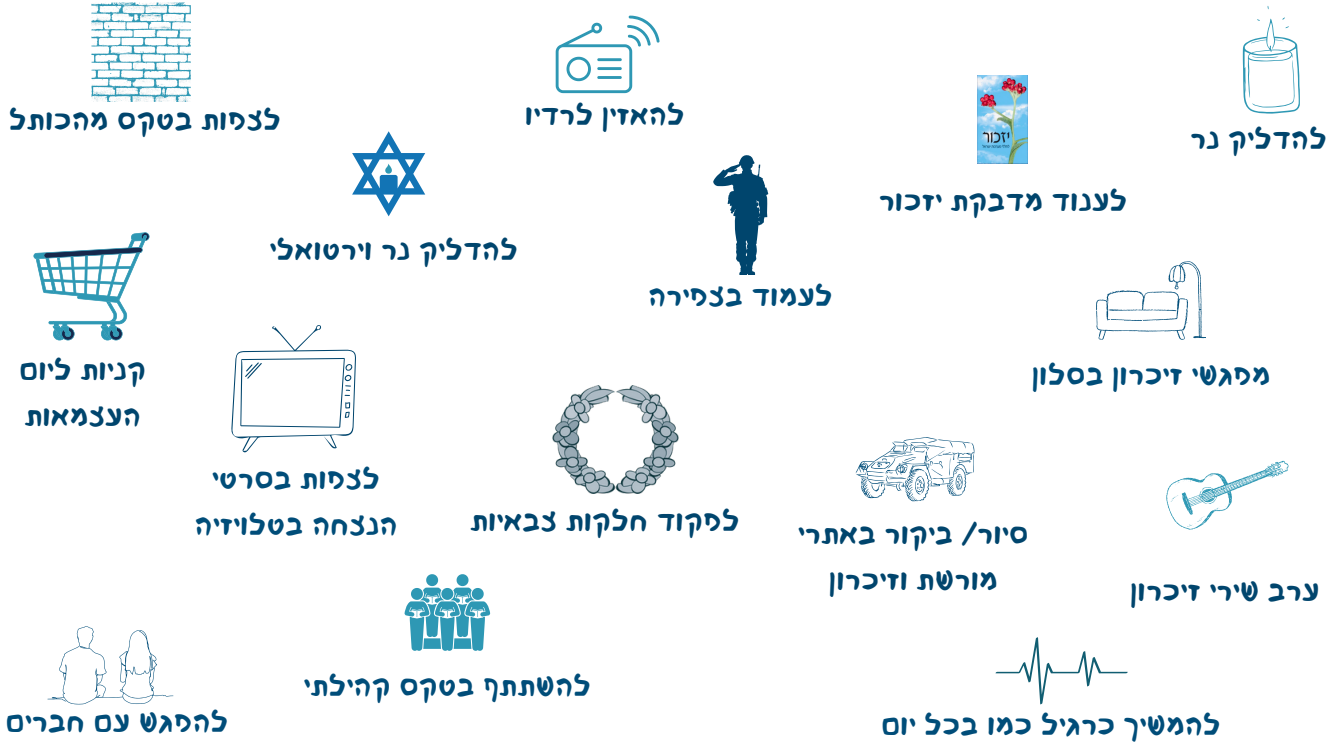 לצפות בטקס מהכותל
להאזין לרדיו
להדליק נר
יזכור
לענוד מדבקת יזכור
להדליק נר וירטואלי
לעמוד בצפירה
מפגשי זיכרון בסלון
קניות ליום
העצמאות
לצפות בסרטי
הנצחה בטלויזיה
לפקוד חלקות צבאיות
סיור/ ביקור באתרי
מורשת וזיכרון
ערב שירי זיכרון
להשתתף בטקס קהילתי
להפגש עם חברים
להמשיך כרגיל כמו בכל יום